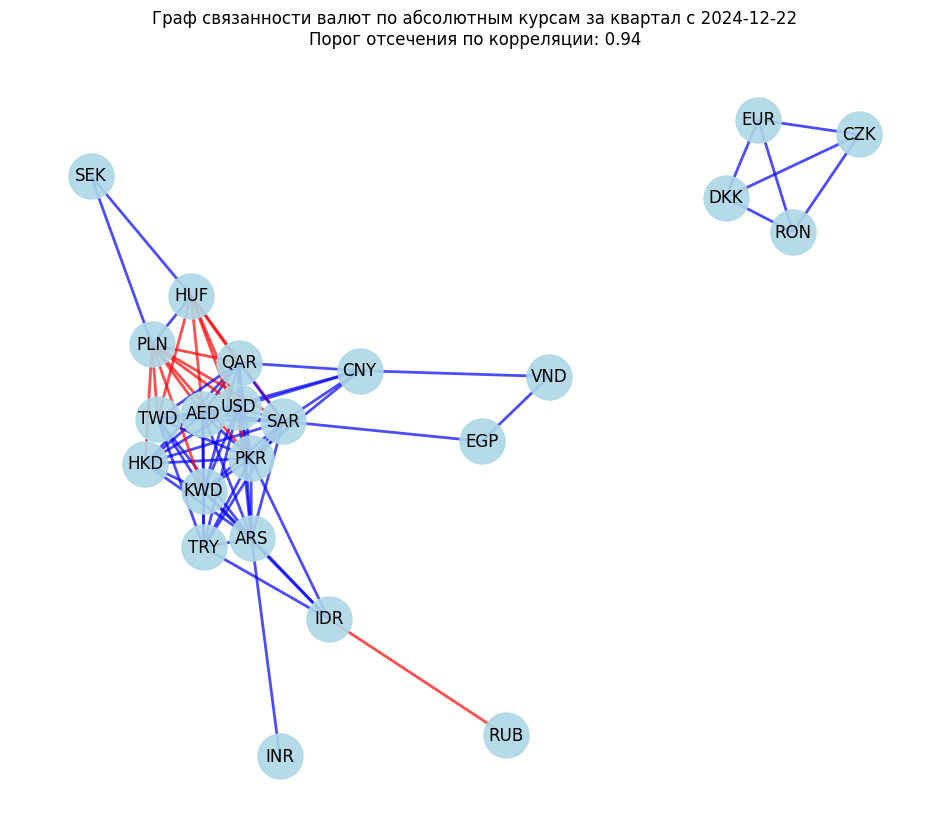 Граф связанности валют по абсолютным курсам за квартал с 2024-12-22
Порог отсечения по корреляции: 0.94
EUR
CZK
SEK
DKK
RON
HUF
PLN
QAR
CNY
VND
USD
AED
TWD
SAR
EGP
PKR
HKD
KWD
ARS
TRY
IDR
RUB
INR